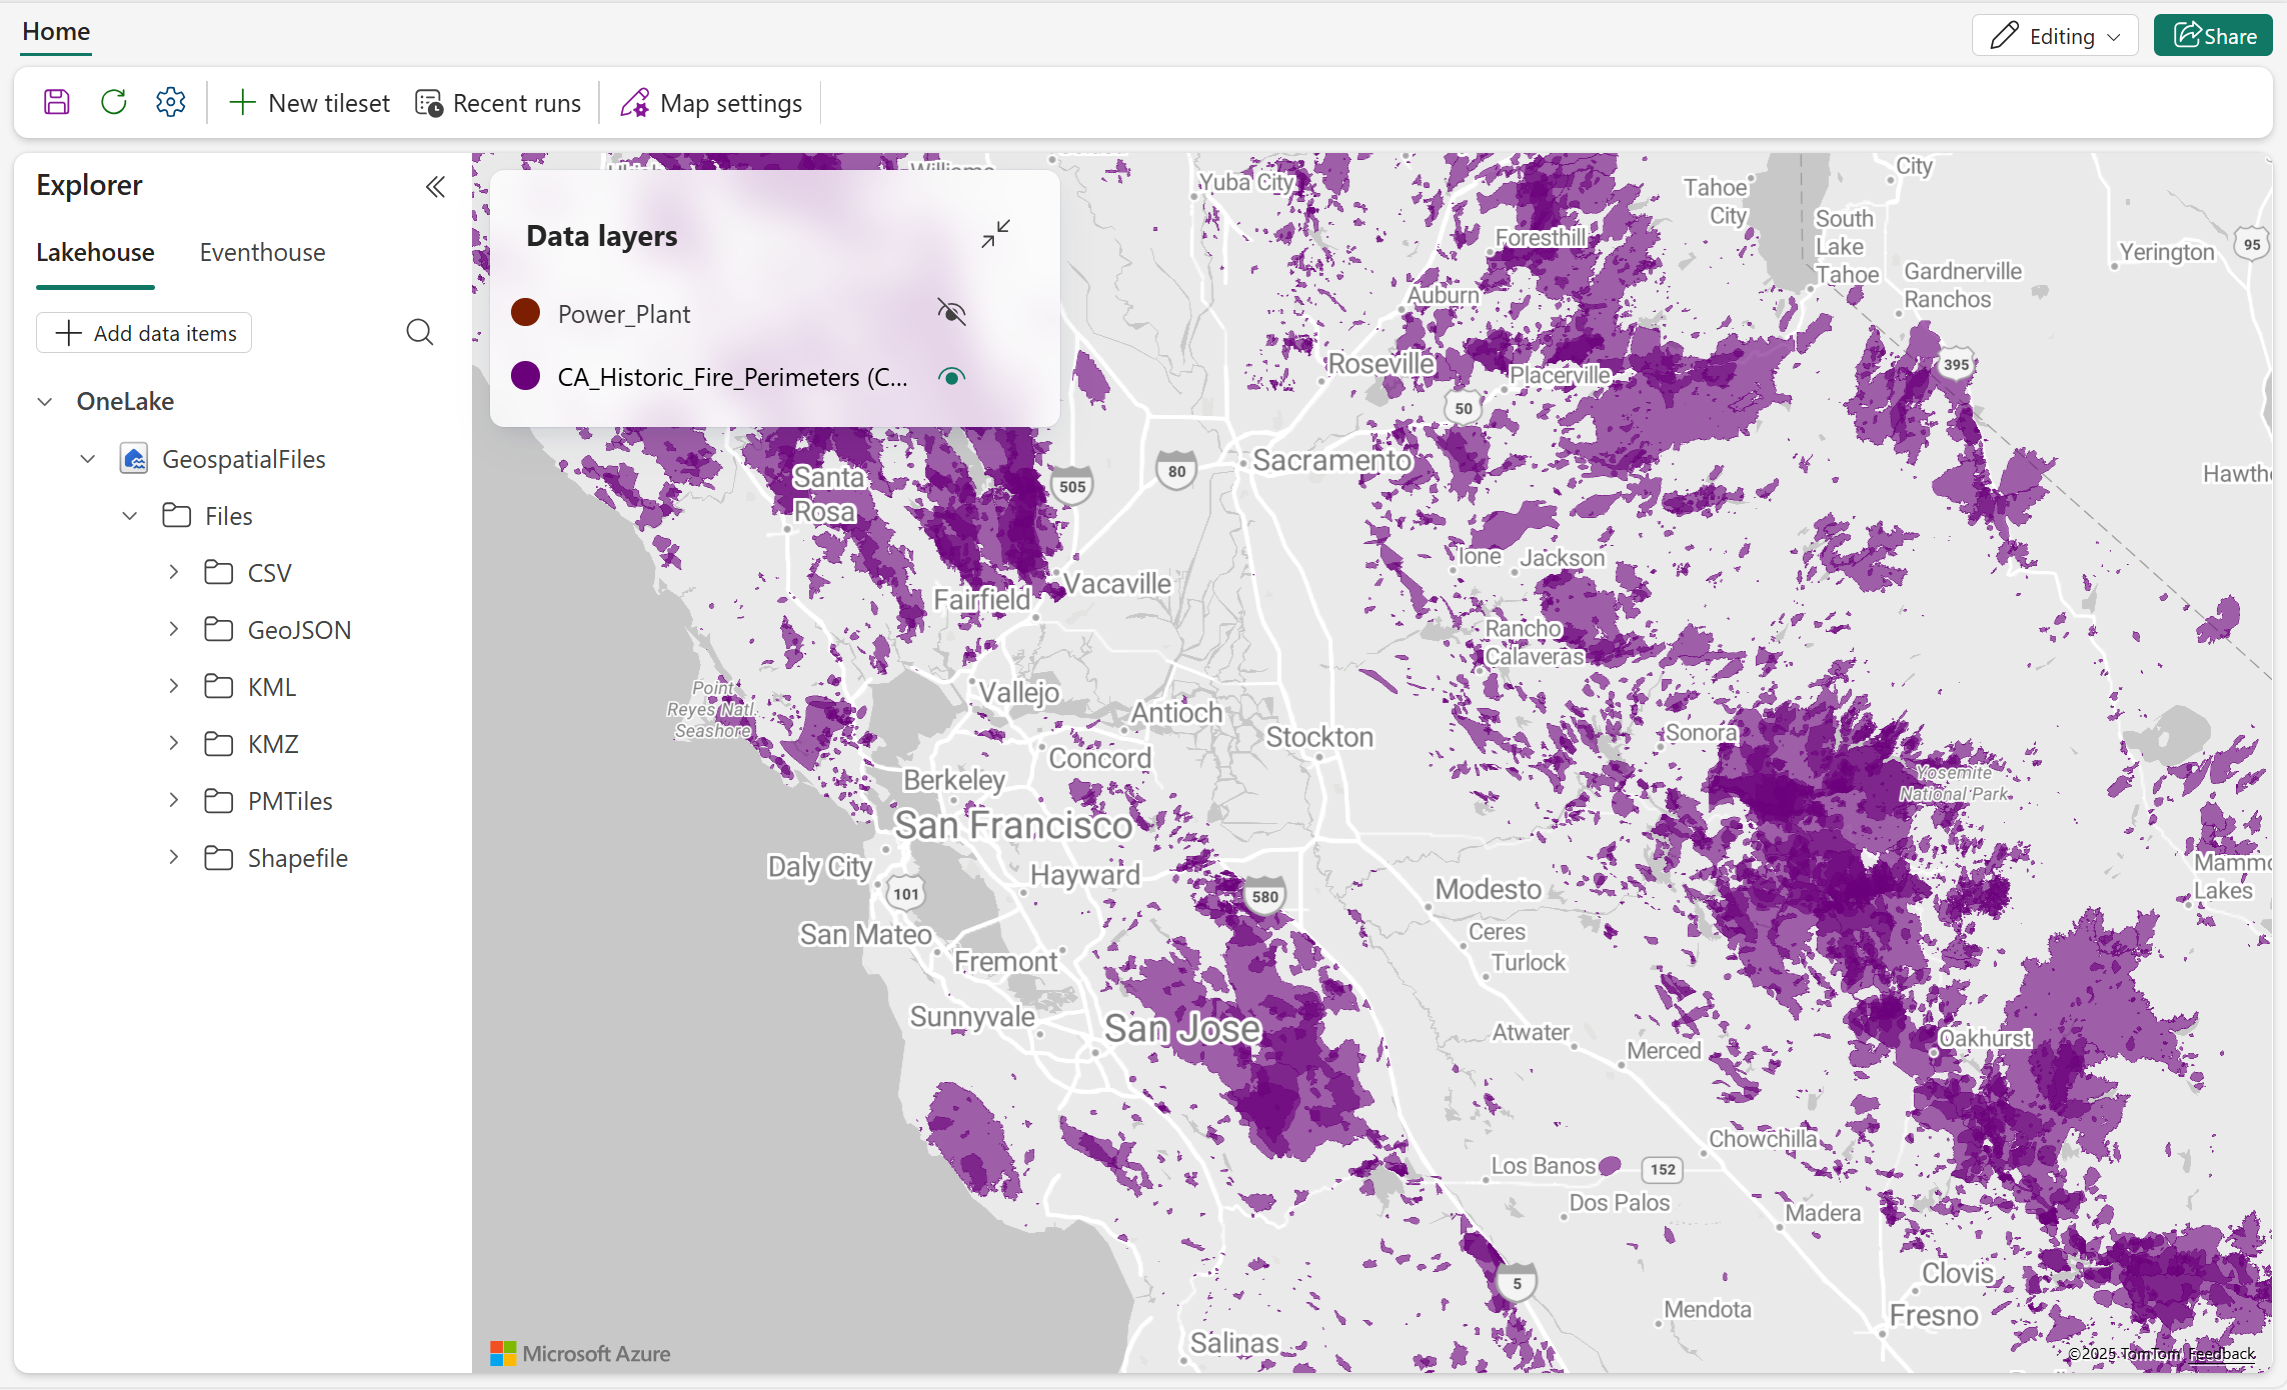 Home
Editing
Share
New tileset
Recent runs
Map settings
Explorer
Lakehouse
Eventhouse
Add data items
OneLake
GeospatialFiles
Files
CSV
GeoJSON
KML
KMZ
PMTiles
Shapefile
Data layers
Power_Plant
CA_Historic_Fire_Perimeters (C...
Yuba City
Foresthill
Auburn
Roseville
Placerville
50
Tahoe
City
City
South
Lake
Tahoe
Gardnerville
Ranchos
Yerington
95
395
Hawth
Santa
Rosa
505
80
Sacramento
Vacaville
Fairfield
Ione
Jackson
Rancho
Calaveras
Point
Reyes Natl.
Seashore
Vallejo
Antioch
Concord
Stockton
Sonora
Yosemite
National Park
Berkeley
San Francisco
Daly City
101
Hayward
580
Modesto
Mammo
Lakes
San Mateo
Fremont
Ceres
Turlock
Sunnyvale
San Jose
Atwater
Merced
Oakhurst
Chowchilla
Los Banos
152
Dos Palos
Madera
5
Clovis
Fresno
Mendota
Salinas
Microsoft Azure
©2025 TomTom Feedback